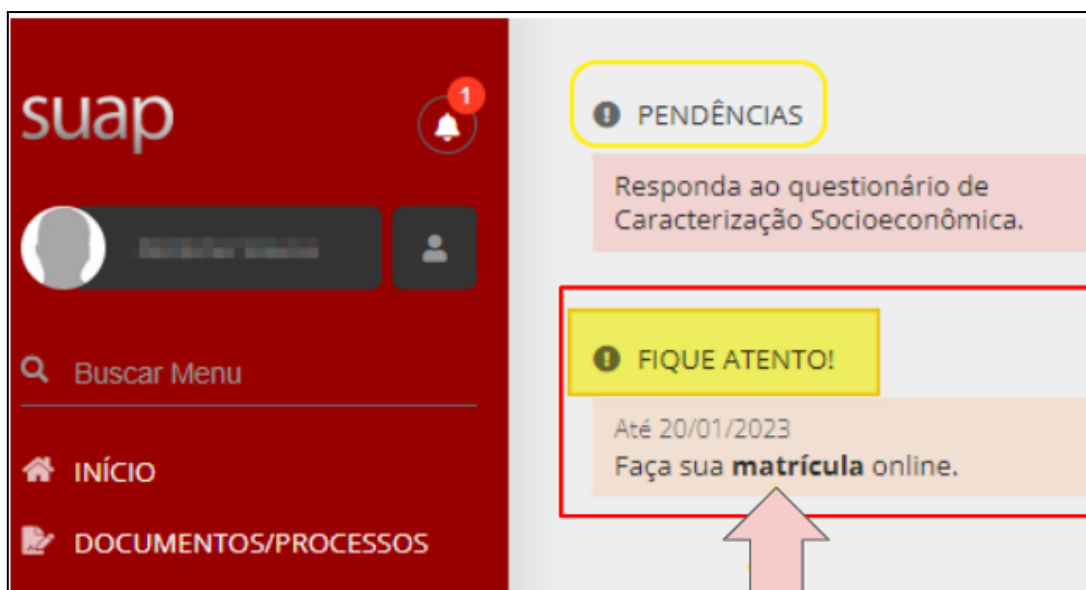 suap
1
Buscar Menu
INÍCIO
DOCUMENTOS/PROCESSOS
PENDÊNCIAS
Responda ao questionário de
Caracterização Socioeconômica.
FIQUE ATENTO!
Até 20/01/2023
Faça sua matrícula online.